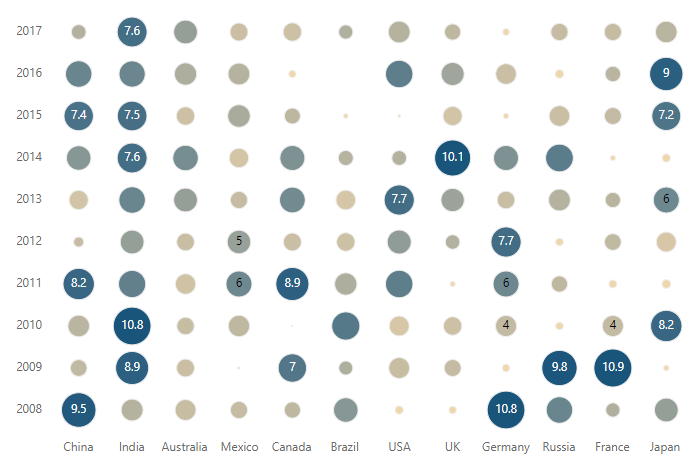 2017 7.6
2016 9
2015 7.4 7.5 7.2
2014 7.6 10.1
2013 7.7 6
2012 5 7.7
2011 8.2 6 8.9 6
2010 10.8 4 4 8.2
2009 8.9 7 9.8 10.9
2008 9.5 10.8
China India Australia Mexico Canada Brazil USA UK Germany Russia France Japan